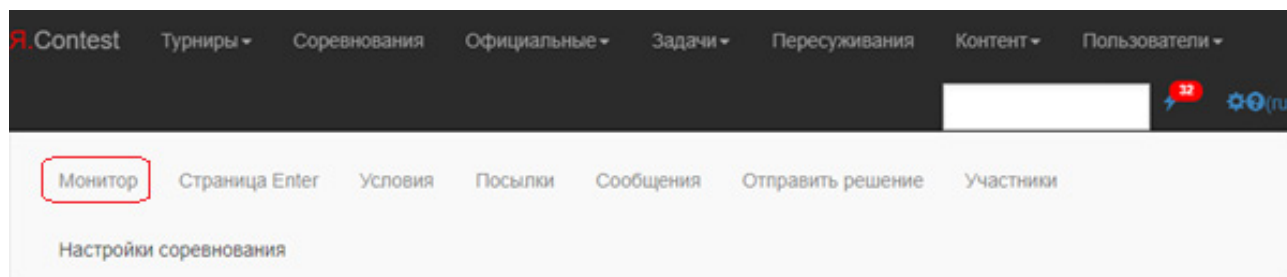 Я.Contest Турниры Соревнования Официальные Задачи Пересуживания Контент Пользователи
32 (ru
Монитор Страница Enter Условия Посылки Сообщения Отправить решение Участники
Настройки соревнования